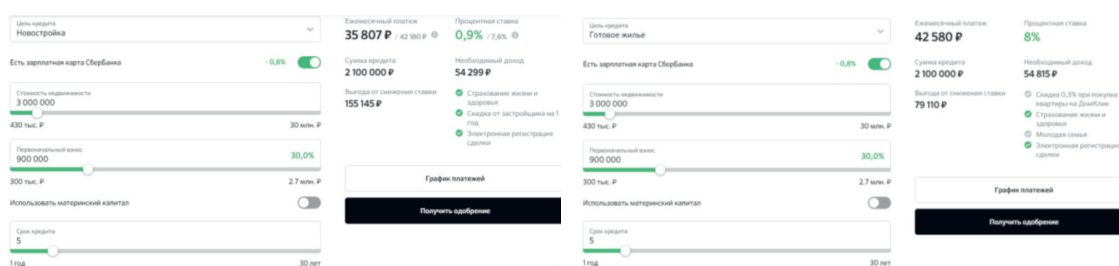 Цель кредита
Новостройка
Есть зарплатная карта СберБанка
- 0,8%
Стоимость недвижимости
3 000 000
430 тыс. ₽
30 млн. ₽
Первоначальный взнос
900 000
30,0%
300 тыс. ₽
2.7 млн. ₽
Использовать материнский капитал
Срок кредита
5
1 год
30 лет
Ежемесячный платеж
35 807 ₽ / 42 180 ₽
Процентная ставка
0,9% / 7,6%
Сумма кредита
2 100 000 ₽
Необходимый доход
54 299 ₽
Выгода от снижения ставки
155 145 ₽
Страхование жизни и
здоровья
Скидка от застройщика на 1
год
Электронная регистрация
сделки
График платежей
Получить одобрение
Цель кредита
Готовое жилье
Есть зарплатная карта СберБанка
- 0,8%
Стоимость недвижимости
3 000 000
430 тыс. ₽
30 млн. ₽
Первоначальный взнос
900 000
30,0%
300 тыс. ₽
2.7 млн. ₽
Использовать материнский капитал
Срок кредита
5
1 год
30 лет
Ежемесячный платеж
42 580 ₽
Процентная ставка
8%
Сумма кредита
2 100 000 ₽
Необходимый доход
54 815 ₽
Выгода от снижения ставки
79 110 ₽
Скидка 0,3% при покупке
квартиры на ДомКлик
Страхование жизни и
здоровья
Молодая семья
Электронная регистрация
сделки
График платежей
Получить одобрение